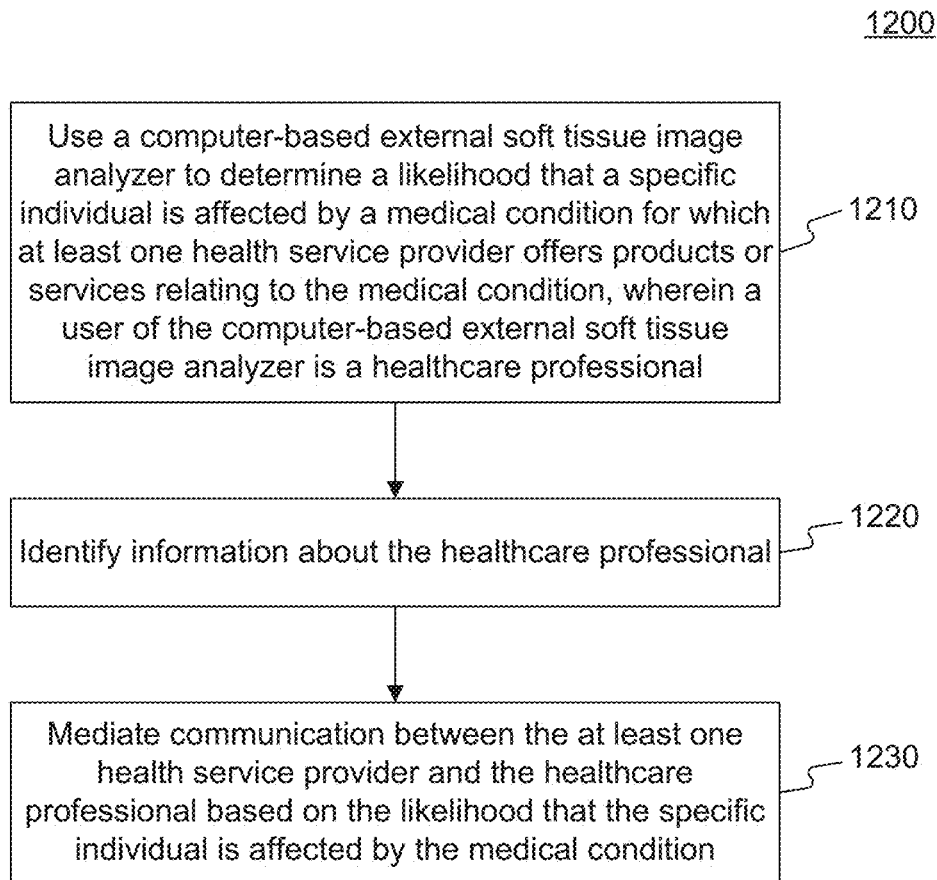 1200
Use a computer-based external soft tissue image
analyzer to determine a likelihood that a specific
individual is affected by a medical condition for which
at least one health service provider offers products or
services relating to the medical condition, wherein a
user of the computer-based external soft tissue
image analyzer is a healthcare professional
1210
Identify information about the healthcare professional
1220
Mediate communication between the at least one
health service provider and the healthcare
professional based on the likelihood that the specific
individual is affected by the medical condition
1230